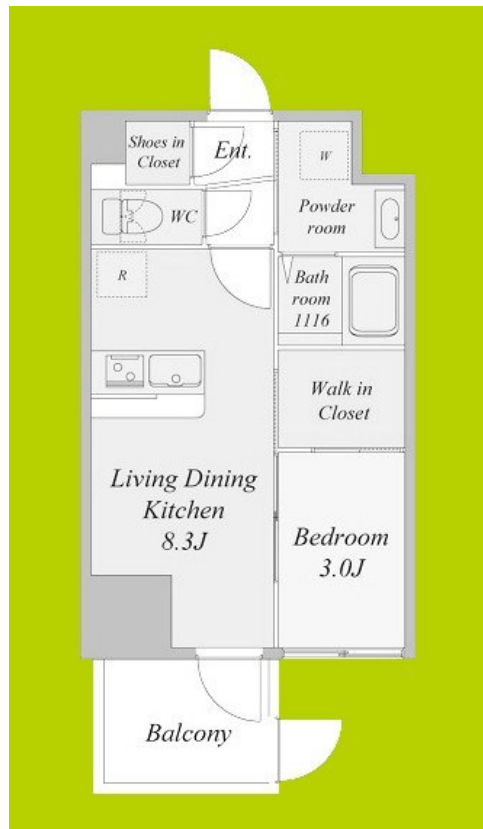 Shoes in
Closet
Ent.
W
WC
Powder
room
R
Bath
room
1116
Walk in
Closet
Living Dining
Kitchen
8.3J
Bedroom
3.0J
Balcony